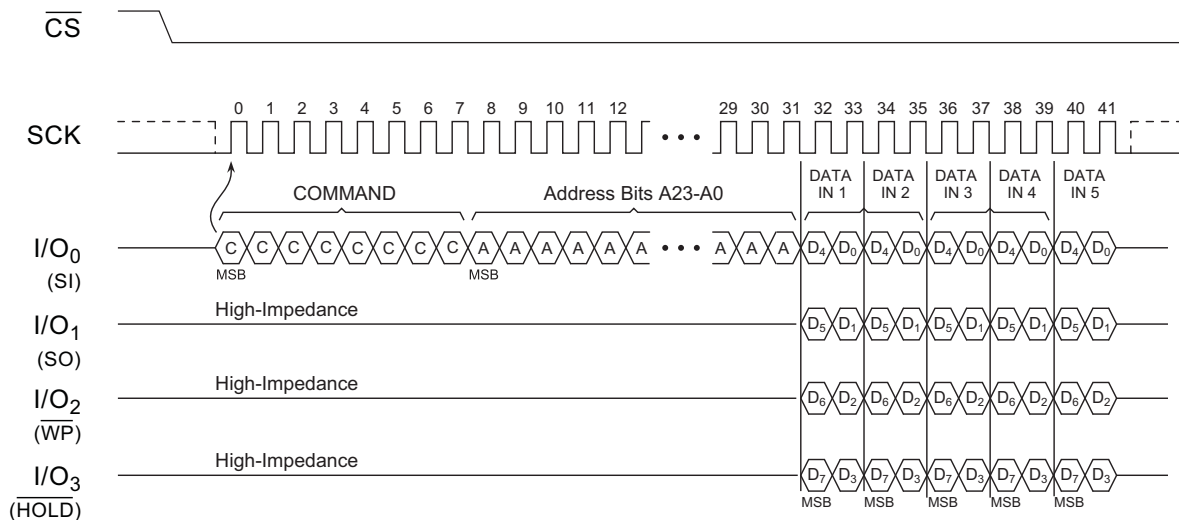 CS
0 1 2 3 4 5 6 7 8 9 10 11 12 29 30 31 32 33 34 35 36 37 38 39 40 41
SCK
COMMAND Address Bits A23-A0 DATA IN 1 DATA IN 2 DATA IN 3 DATA IN 4 DATA IN 5
I/O0 C C C C C C C C A A A A A A A A A D4 D0 D4 D0 D4 D0 D4 D0 D4 D0
(SI) MSB MSB
High-Impedance
I/O1 D5 D1 D5 D1 D5 D1 D5 D1 D5 D1
(SO)
High-Impedance
I/O2 D6 D2 D6 D2 D6 D2 D6 D2 D6 D2
(WP)
High-Impedance
I/O3 D7 D3 D7 D3 D7 D3 D7 D3 D7 D3
(HOLD) MSB MSB MSB MSB MSB